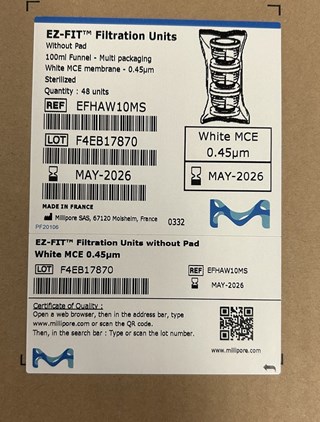 EZ-FIT™ Filtration Units
Without Pad
100ml Funnel - Multi packaging
White MCE membrane - 0.45µm
Sterilized
Quantity : 48 units
REF EFHAW10MS
LOT F4EB17870
MAY-2026
White MCE
0.45µm
MAY-2026
MADE IN FRANCE
Millipore SAS, 67120 Molsheim, France 0332
PF20106
EZ-FIT™ Filtration Units without Pad
White MCE 0.45µm
LOT F4EB17870
REF EFHAW10MS
MAY-2026
Certificate of Quality :
Open a web browser, then in the address bar, type
www.millipore.com or scan the QR code.
Then, in the search bar : Type or scan the lot number.
www.millipore.com